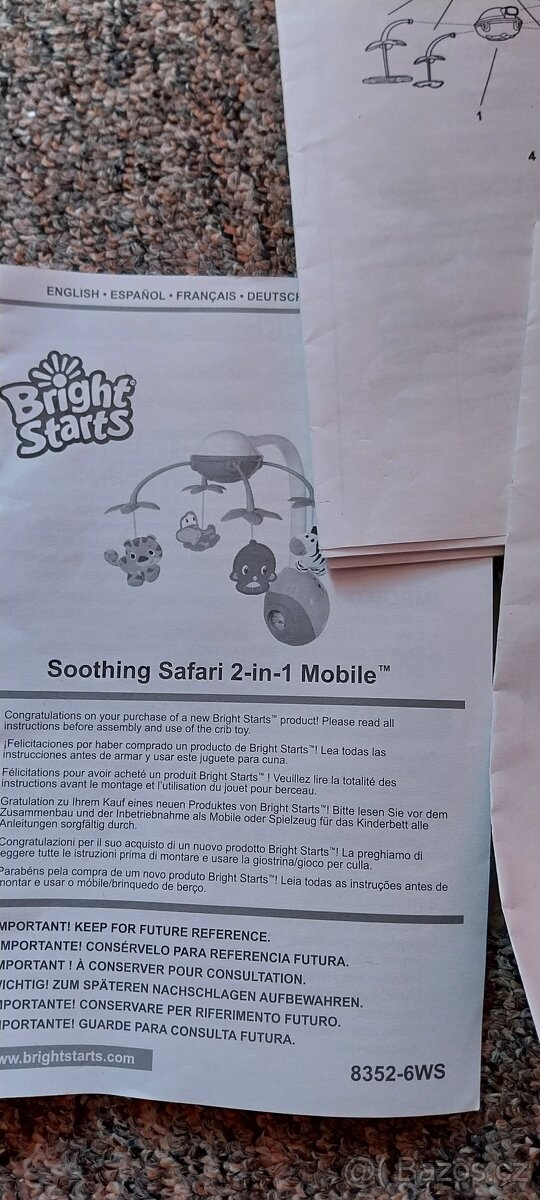 1
4
ENGLISH • ESPAÑOL • FRANÇAIS • DEUTSCH
Bright
Starts
Soothing Safari 2-in-1 Mobile™
Congratulations on your purchase of a new Bright Starts™ product! Please read all
instructions before assembly and use of the crib toy.
¡Felicitaciones por haber comprado un producto de Bright Starts™! Lea todas las
instrucciones antes de armar y usar este juguete para cuna.
Félicitations pour avoir acheté un produit Bright Starts™ ! Veuillez lire la totalité des
instructions avant le montage et l'utilisation du jouet pour berceau.
Gratulation zu Ihrem Kauf eines neuen Produktes von Bright Starts™! Bitte lesen Sie vor dem
Zusammenbau und der Inbetriebnahme als Mobile oder Spielzeug für das Kinderbett alle
Anleitungen sorgfältig durch.
Congratulazioni per il suo acquisto di un nuovo prodotto Bright Starts™! La preghiamo di
leggere tutte le istruzioni prima di montare e usare la giostrina/gioco per culla.
Parabéns pela compra de um novo produto Bright Starts™! Leia todas as instruções antes de
montar e usar o móbile/brinquedo de berço.
MPORTANT! KEEP FOR FUTURE REFERENCE.
IMPORTANTE! CONSÉRVELO PARA REFERENCIA FUTURA.
MPORTANT ! À CONSERVER POUR CONSULTATION.
WICHTIG! ZUM SPÄTEREN NACHSCHLAGEN AUFBEWAHREN.
MPORTANTE! CONSERVARE PER RIFERIMENTO FUTURO.
MPORTANTE! GUARDE PARA CONSULTA FUTURA.
www.brightstarts.com
8352-6WS
Bazos.cz